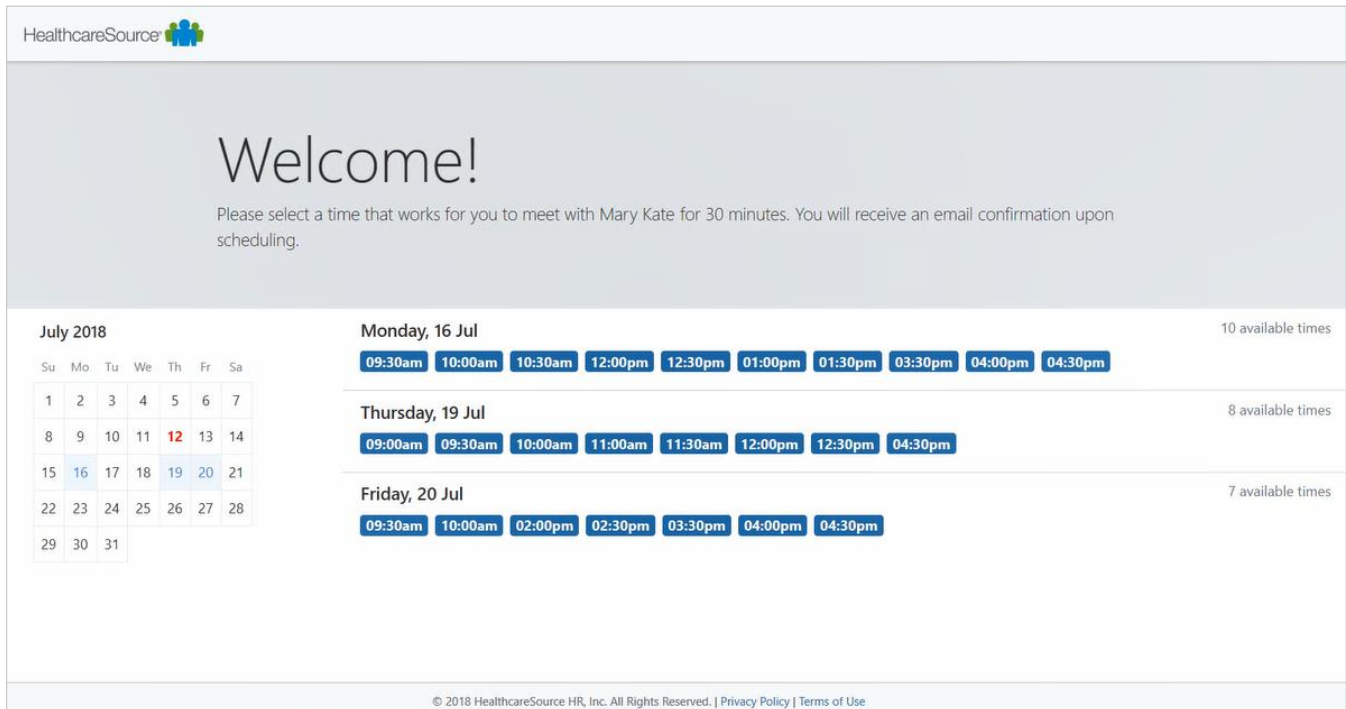 HealthcareSource®
Welcome!
Please select a time that works for you to meet with Mary Kate for 30 minutes. You will receive an email confirmation upon
scheduling.
July 2018
Su Mo Tu We Th Fr Sa
1 2 3 4 5 6 7
8 9 10 11 12 13 14
15 16 17 18 19 20 21
22 23 24 25 26 27 28
29 30 31
Monday, 16 Jul 10 available times
09:30am 10:00am 10:30am 12:00pm 12:30pm 01:00pm 01:30pm 03:30pm 04:00pm 04:30pm
Thursday, 19 Jul 8 available times
09:00am 09:30am 10:00am 11:00am 11:30am 12:00pm 12:30pm 04:30pm
Friday, 20 Jul 7 available times
09:30am 10:00am 02:00pm 02:30pm 03:30pm 04:00pm 04:30pm
© 2018 HealthcareSource HR, Inc. All Rights Reserved. | Privacy Policy | Terms of Use